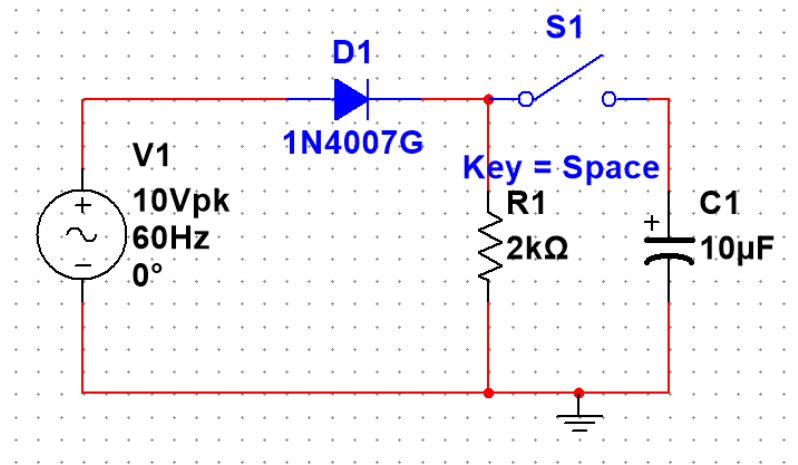 S1
D1
1N4007G
Key = Space
V1
10Vpk
60Hz
0°
R1
2kΩ
C1
10µF